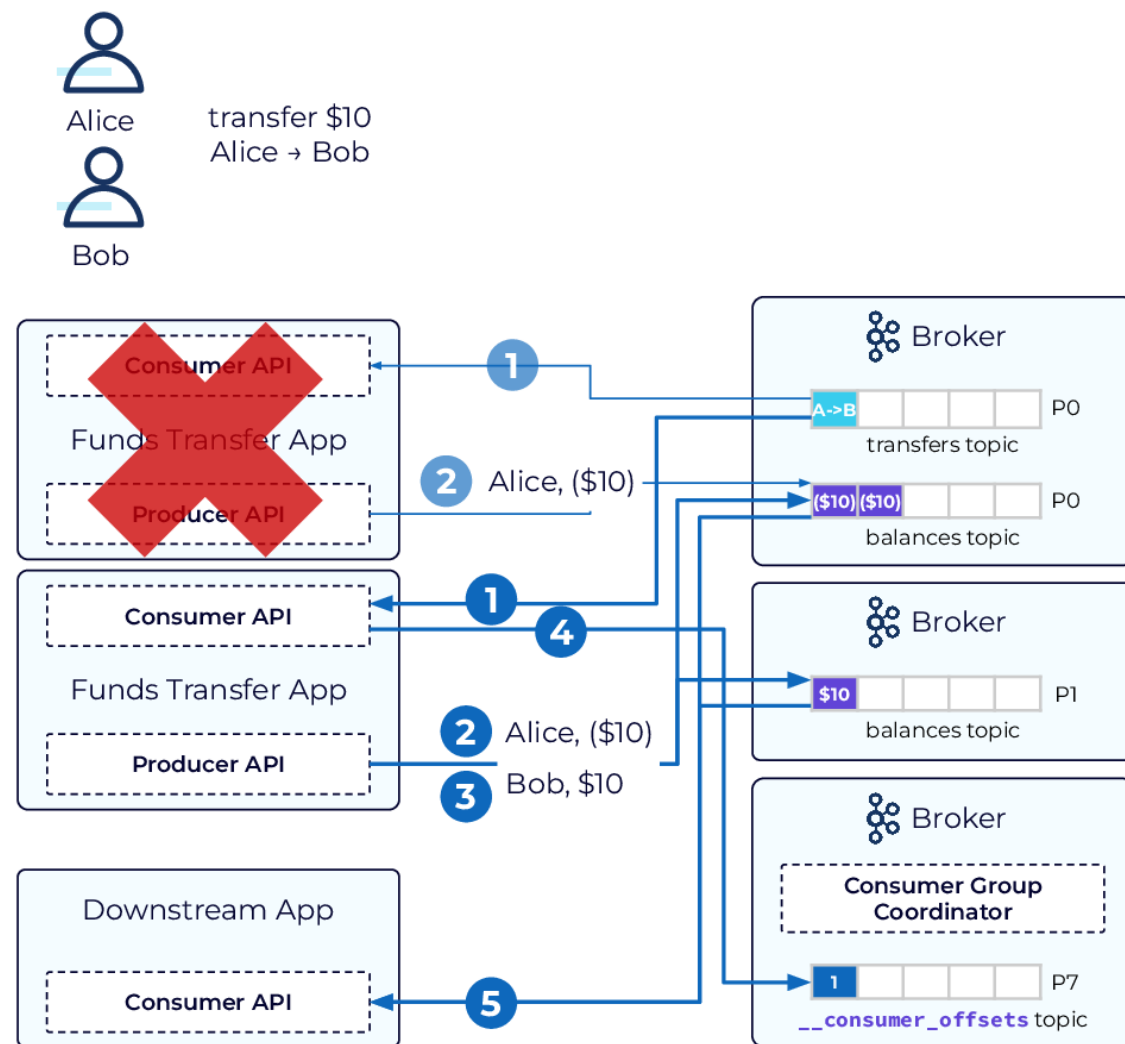 Alice
transfer $10
Alice → Bob
Bob
Consumer API
Funds Transfer App
Producer API
1
2
Alice, ($10)
Broker
A->B
P0
transfers topic
($10) ($10)
P0
balances topic
Consumer API
Funds Transfer App
Producer API
1
4
2
Alice, ($10)
3
Bob, $10
Broker
$10
P1
balances topic
Downstream App
Consumer API
5
Broker
Consumer Group
Coordinator
1
P7
__consumer_offsets topic